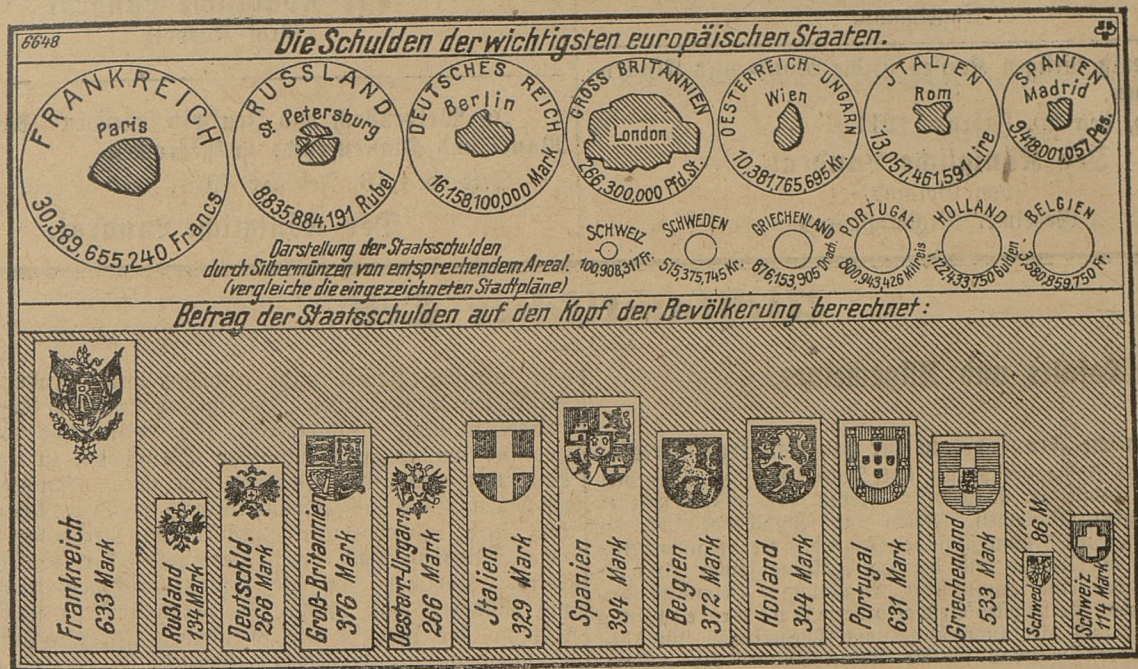 6648
Die Schulden der wichtigsten europäischen Staaten.
FRANKREICH
Paris
30,389,655,240 Francs
RUSSLAND
St Petersburg
8,835,884,191 Rubel
DEUTSCHES REICH
Berlin
16,158,100,000 Mark
GROSS BRITANNIEN
London
266,300,000 Pfd. St.
OESTERREICH-UNGARN
Wien
10,381,765,695 Kr.
JTALIEN
Rom
13,057,461,591 Lire
SPANIEN
Madrid
9,418001,057 Pes.
SCHWEIZ
100,908,317 Fr.
SCHWEDEN
515,375,745 Kr.
GRIECHENLAND
876,153,905 Drach.
PORTUGAL
800,943,426 Milreis
HOLLAND
1,122,433,750 Gulden
BELGIEN
3,580,859,750 Fr.
Darstellung der Staatsschulden
durch Silbermünzen von entsprechendem Areal.
(vergleiche die eingezeichneten Stadtpläne)
Betrag der Staatsschulden auf den Kopf der Bevölkerung berechnet:
Frankreich
633 Mark
Rußland
134 Mark
Deutschld.
266 Mark
Groß-Britannien
376 Mark
Oesterr.-Ungarn
266 Mark
Jtalien
329 Mark
Spanien
394 Mark
Belgien
372 Mark
Holland
344 Mark
Portugal
631 Mark
Griechenland
533 Mark
Schwed.
86 M.
Schweiz
114 Mark